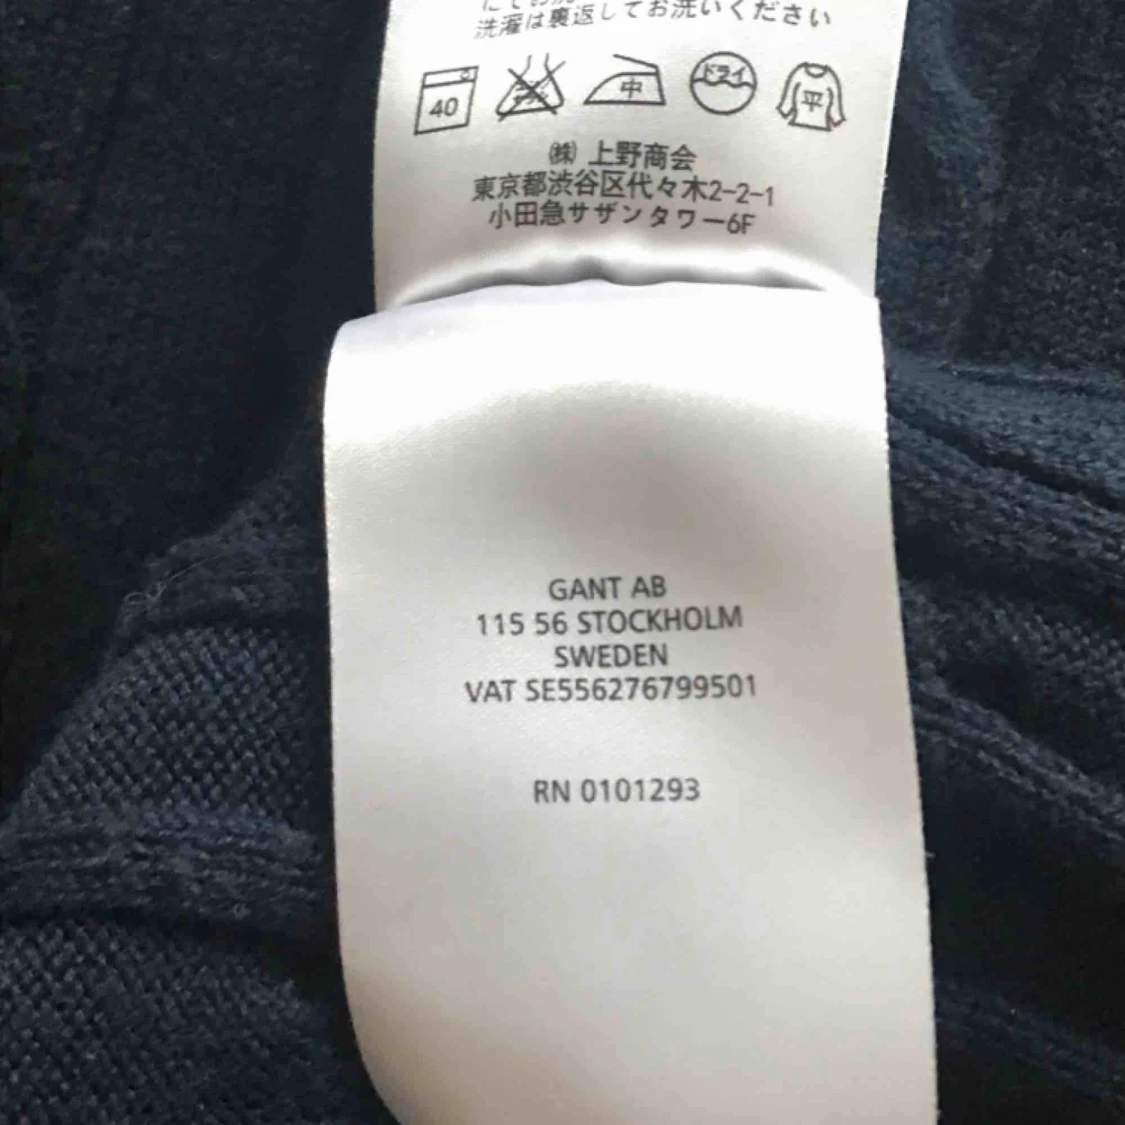 洗濯は裏返してお洗いください
40 中 ドライ 平
㈱ 上野商会
東京都渋谷区代々木2-2-1
小田急サザンタワー6F
GANT AB
115 56 STOCKHOLM
SWEDEN
VAT SE556276799501
RN 0101293